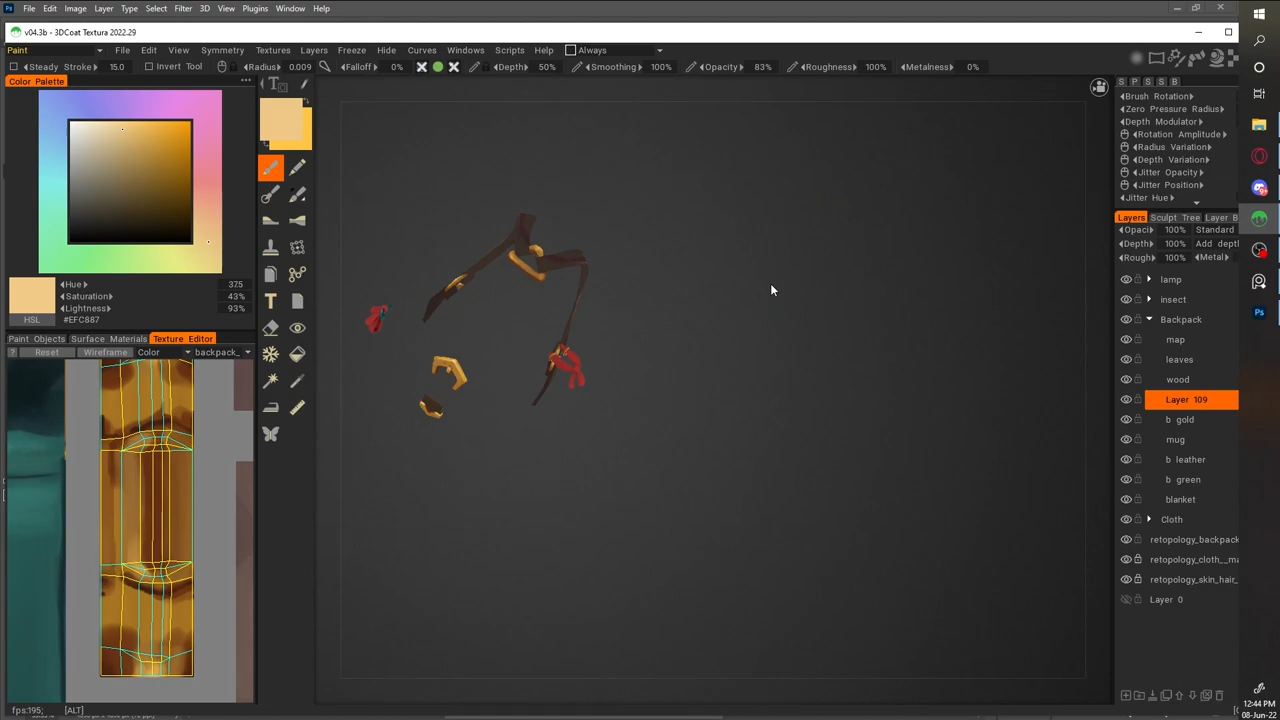 Ps File Edit Image Layer Type Select Filter 3D View Plugins Window Help
v04.3b - 3DCoat Textura 2022.29
Paint File Edit View Symmetry Textures Layers Freeze Hide Curves Windows Scripts Help Always
Steady Stroke 15.0 Invert Tool Radius 0.009 Falloff 0% Depth 50% Smoothing 100% Opacity 83% Roughness 100% Metalness 0%
Color Palette
S P S S B
Brush Rotation
Zero Pressure Radius
Depth Modulator
Rotation Amplitude
Radius Variation
Depth Variation
Jitter Opacity
Jitter Position
Jitter Hue
Layers Sculpt Tree Layer B
Opaci 100% Standard
Depth 100% Add depth
Rough 100% Metal
lamp
insect
Backpack
map
leaves
wood
Layer 109
b gold
mug
b leather
b green
blanket
Cloth
retopology_backpack
retopology_cloth__ma
retopology_skin_hair_
Layer 0
Hue 37.5
Saturation 43%
Lightness 93%
HSL #EFC887
Paint Objects Surface Materials Texture Editor
? Reset Wireframe Color backpack_
T
fps:195; [ALT]
Ps
12:44 PM
08-Jun-22